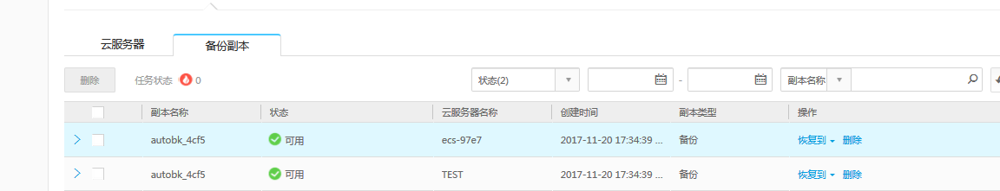 云服务器 备份副本
删除 任务状态 0 状态(2) - 副本名称
副本名称 状态 云服务器名称 创建时间 副本类型 操作
autobk_4cf5 可用 ecs-97e7 2017-11-20 17:34:39 ... 备份 恢复到 删除
autobk_4cf5 可用 TEST 2017-11-20 17:34:39 ... 备份 恢复到 删除